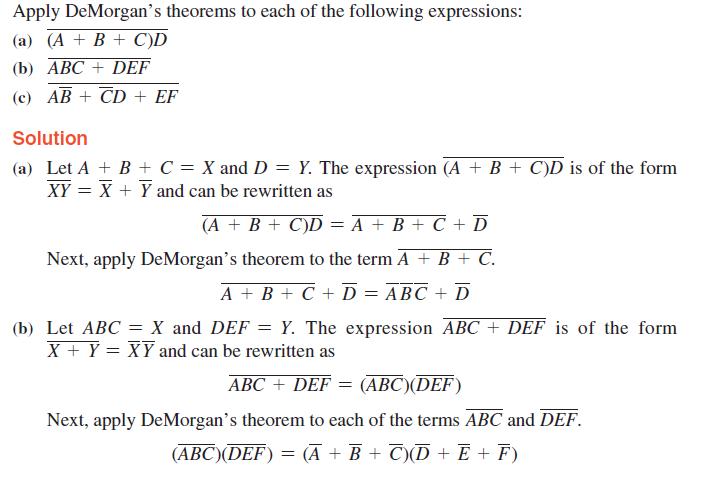 Apply DeMorgan's theorems to each of the following expressions:
(a) $\overline{(A + B + C)D}$
(b) $\overline{ABC + DEF}$
(c) $\overline{A\overline{B} + \overline{C}D + EF}$
Solution
(a) Let A + B + C = X and D = Y. The expression $\overline{(A + B + C)D}$ is of the form
$\overline{XY} = \overline{X} + \overline{Y}$ and can be rewritten as
$\overline{(A + B + C)D} = \overline{A + B + C} + \overline{D}$
Next, apply DeMorgan's theorem to the term $\overline{A + B + C}$.
$\overline{A + B + C} + \overline{D} = \overline{A}\,\overline{B}\,\overline{C} + \overline{D}$
(b) Let ABC = X and DEF = Y. The expression $\overline{ABC + DEF}$ is of the form
$\overline{X + Y} = \overline{X}\,\overline{Y}$ and can be rewritten as
$\overline{ABC + DEF} = (\overline{ABC})(\overline{DEF})$
Next, apply DeMorgan's theorem to each of the terms $\overline{ABC}$ and $\overline{DEF}$.
$(\overline{ABC})(\overline{DEF}) = (\overline{A} + \overline{B} + \overline{C})(\overline{D} + \overline{E} + \overline{F})$